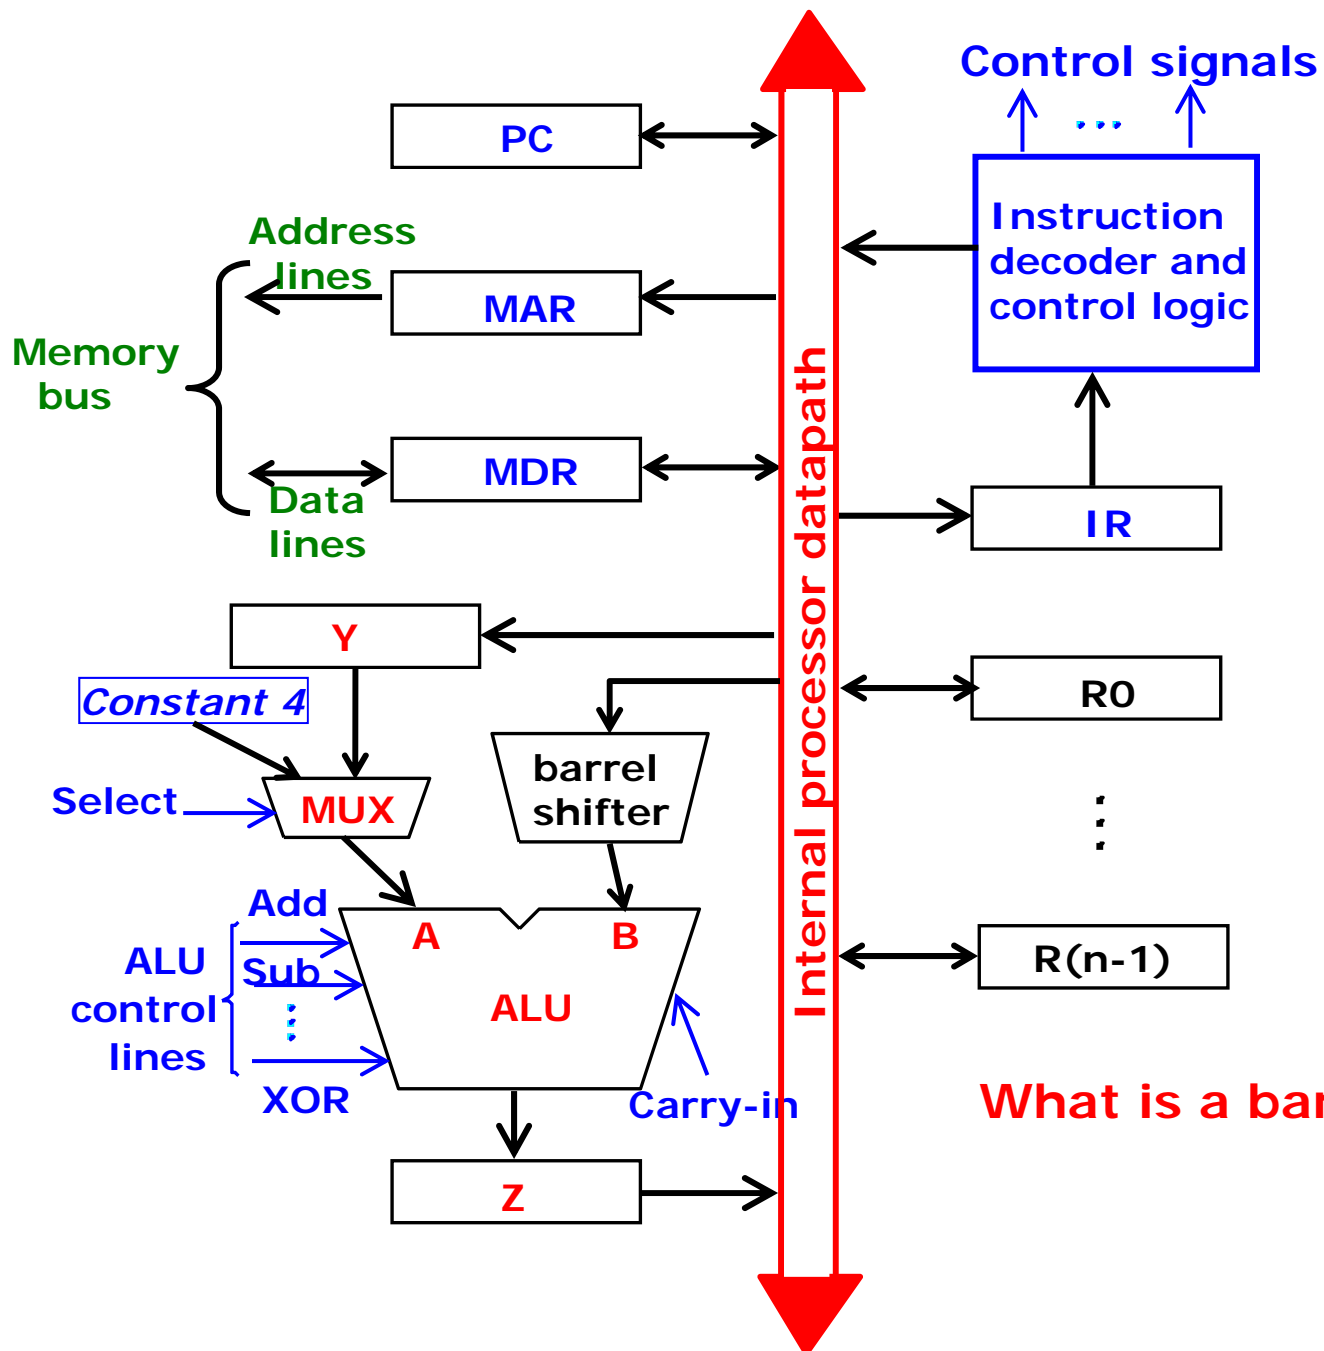 Control signals
PC
Instruction
decoder and
control logic
Address
lines
MAR
Memory
bus
MDR
Data
lines
IR
Internal processor datapath
Y
Constant 4
R0
barrel
shifter
Select
MUX
Add
A
B
ALU
control
lines
Sub
R(n-1)
ALU
XOR
Carry-in
What is a bar
Z